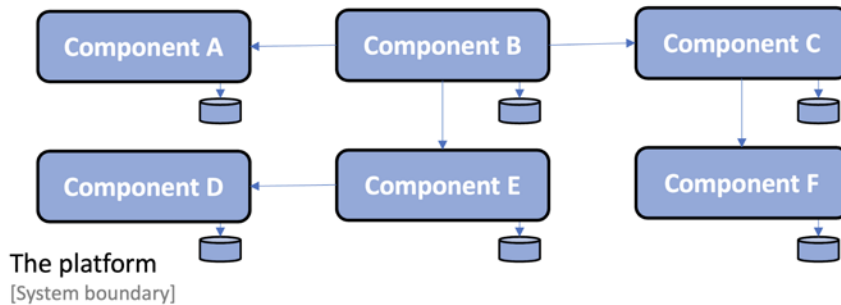 Component A
Component B
Component C
Component D
Component E
Component F
The platform
[System boundary]